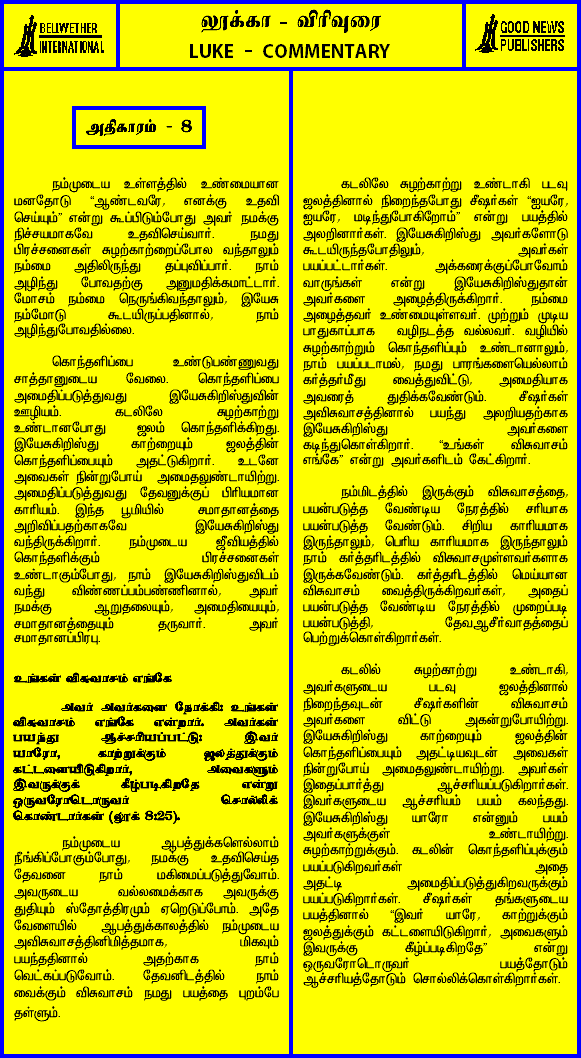 BELWETHER
INTERNATIONAL
லூக்கா - விரிவுரை
LUKE - COMMENTARY
GOOD NEWS
PUBLISHERS
அதிகாரம் - 8
நம்முடைய உள்ளத்தில் உண்மையான
மனதோடு “ஆண்டவரே, எனக்கு உதவி
செய்யும்” என்று கூப்பிடும்போது அவர் நமக்கு
நிச்சயமாகவே உதவிசெய்வார். நமது
பிரச்சனைகள் சுழற்காற்றைப்போல வந்தாலும்
நம்மை அதிலிருந்து தப்புவிப்பார். நாம்
அழிந்து போவதற்கு அனுமதிக்கமாட்டார்.
மோசம் நம்மை நெருங்கிவந்தாலும், இயேசு
நம்மோடு கூடயிருப்பதினால், நாம்
அழிந்துபோவதில்லை.
கொந்தளிப்பை உண்டுபண்ணுவது
சாத்தானுடைய வேலை. கொந்தளிப்பை
அமைதிப்படுத்துவது இயேசுகிறிஸ்துவின்
ஊழியம். கடலிலே சுழற்காற்று
உண்டானபோது ஜலம் கொந்தளிக்கிறது.
இயேசுகிறிஸ்து காற்றையும் ஜலத்தின்
கொந்தளிப்பையும் அதட்டுகிறார். உடனே
அவைகள் நின்றுபோய் அமைதலுண்டாயிற்று.
அமைதிப்படுத்துவது தேவனுக்குப் பிரியமான
காரியம். இந்த பூமியில் சமாதானத்தை
அறிவிப்பதற்காகவே இயேசுகிறிஸ்து
வந்திருக்கிறார். நம்முடைய ஜீவியத்தில்
கொந்தளிக்கும் பிரச்சனைகள்
உண்டாகும்போது, நாம் இயேசுகிறிஸ்துவிடம்
வந்து விண்ணப்பம்பண்ணினால், அவர்
நமக்கு ஆறுதலையும், அமைதியையும்,
சமாதானத்தையும் தருவார். அவர்
சமாதானப்பிரபு.
உங்கள் விசுவாசம் எங்கே
அவர் அவர்களை நோக்கி: உங்கள்
விசுவாசம் எங்கே என்றார். அவர்கள்
பயந்து ஆச்சரியப்பட்டு: இவர்
யாரோ, காற்றுக்கும் ஜலத்துக்கும்
கட்டளையிடுகிறார், அவைகளும்
இவருக்குக் கீழ்படிகிறதே என்று
ஒருவரோடொருவர் சொல்லிக்
கொண்டார்கள் (லூக் 8:25).
நம்முடைய ஆபத்துக்களெல்லாம்
நீங்கிப்போகும்போது, நமக்கு உதவிசெய்த
தேவனை நாம் மகிமைப்படுத்துவோம்.
அவருடைய வல்லமைக்காக அவருக்கு
துதியும் ஸ்தோத்திரமும் ஏறெடுப்போம். அதே
வேளையில் ஆபத்துக்காலத்தில் நம்முடைய
அவிசுவாசத்தினிமித்தமாக, மிகவும்
பயந்ததினால் அதற்காக நாம்
வெட்கப்படுவோம். தேவனிடத்தில் நாம்
வைக்கும் விசுவாசம் நமது பயத்தை புறம்பே
தள்ளும்.
கடலிலே சுழற்காற்று உண்டாகி படவு
ஜலத்தினால் நிறைந்தபோது சீஷர்கள் “ஐயரே,
ஐயரே, மடிந்துபோகிறோம்” என்று பயத்தில்
அலறினார்கள். இயேசுகிறிஸ்து அவர்களோடு
கூடயிருந்தபோதிலும், அவர்கள்
பயப்பட்டார்கள். அக்கரைக்குப்போவோம்
வாருங்கள் என்று இயேசுகிறிஸ்துதான்
அவர்களை அழைத்திருக்கிறார். நம்மை
அழைத்தவர் உண்மையுள்ளவர். முற்றும் முடிய
பாதுகாப்பாக வழிநடத்த வல்லவர். வழியில்
சுழற்காற்றும் கொந்தளிப்பும் உண்டானாலும்,
நாம் பயப்படாமல், நமது பாரங்களையெல்லாம்
கர்த்தர்மீது வைத்துவிட்டு, அமைதியாக
அவரைத் துதிக்கவேண்டும். சீஷர்கள்
அவிசுவாசத்தினால் பயந்து அலறியதற்காக
இயேசுகிறிஸ்து அவர்களை
கடிந்துகொள்கிறார். “உங்கள் விசுவாசம்
எங்கே” என்று அவர்களிடம் கேட்கிறார்.
நம்மிடத்தில் இருக்கும் விசுவாசத்தை,
பயன்படுத்த வேண்டிய நேரத்தில் சரியாக
பயன்படுத்த வேண்டும். சிறிய காரியமாக
இருந்தாலும், பெரிய காரியமாக இருந்தாலும்
நாம் கர்த்தரிடத்தில் விசுவாசமுள்ளவர்களாக
இருக்கவேண்டும். கர்த்தரிடத்தில் மெய்யான
விசுவாசம் வைத்திருக்கிறவர்கள், அதைப்
பயன்படுத்த வேண்டிய நேரத்தில் முறைப்படி
பயன்படுத்தி, தேவஆசீர்வாதத்தைப்
பெற்றுக்கொள்கிறார்கள்.
கடலில் சுழற்காற்று உண்டாகி,
அவர்களுடைய படவு ஜலத்தினால்
நிறைந்தவுடன் சீஷர்களின் விசுவாசம்
அவர்களை விட்டு அகன்றுபோயிற்று.
இயேசுகிறிஸ்து காற்றையும் ஜலத்தின்
கொந்தளிப்பையும் அதட்டியவுடன் அவைகள்
நின்றுபோய் அமைதலுண்டாயிற்று. அவர்கள்
இதைப்பார்த்து ஆச்சரியப்படுகிறார்கள்.
இவர்களுடைய ஆச்சரியம் பயம் கலந்தது.
இயேசுகிறிஸ்து யாரோ என்னும் பயம்
அவர்களுக்குள் உண்டாயிற்று.
சுழற்காற்றுக்கும். கடலின் கொந்தளிப்புக்கும்
பயப்படுகிறவர்கள் அதை
அதட்டி அமைதிப்படுத்துகிறவருக்கும்
பயப்படுகிறார்கள். சீஷர்கள் தங்களுடைய
பயத்தினால் “இவர் யாரே, காற்றுக்கும்
ஜலத்துக்கும் கட்டளையிடுகிறார், அவைகளும்
இவருக்கு கீழ்ப்படிகிறதே” என்று
ஒருவரோடொருவர் பயத்தோடும்
ஆச்சரியத்தோடும் சொல்லிக்கொள்கிறார்கள்.